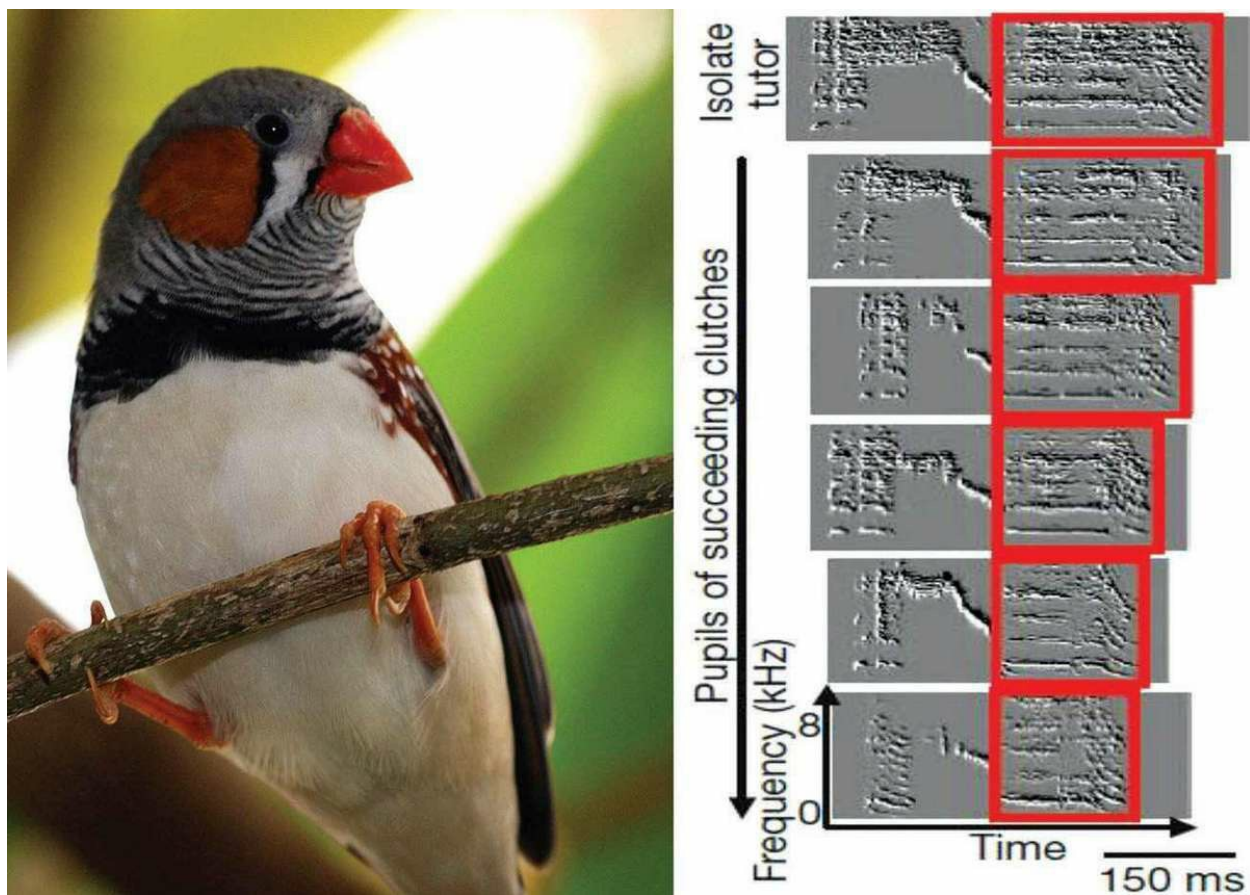 Isolate
tutor
Pupils of succeeding clutches
Frequency (kHz)
8
0
Time
150 ms